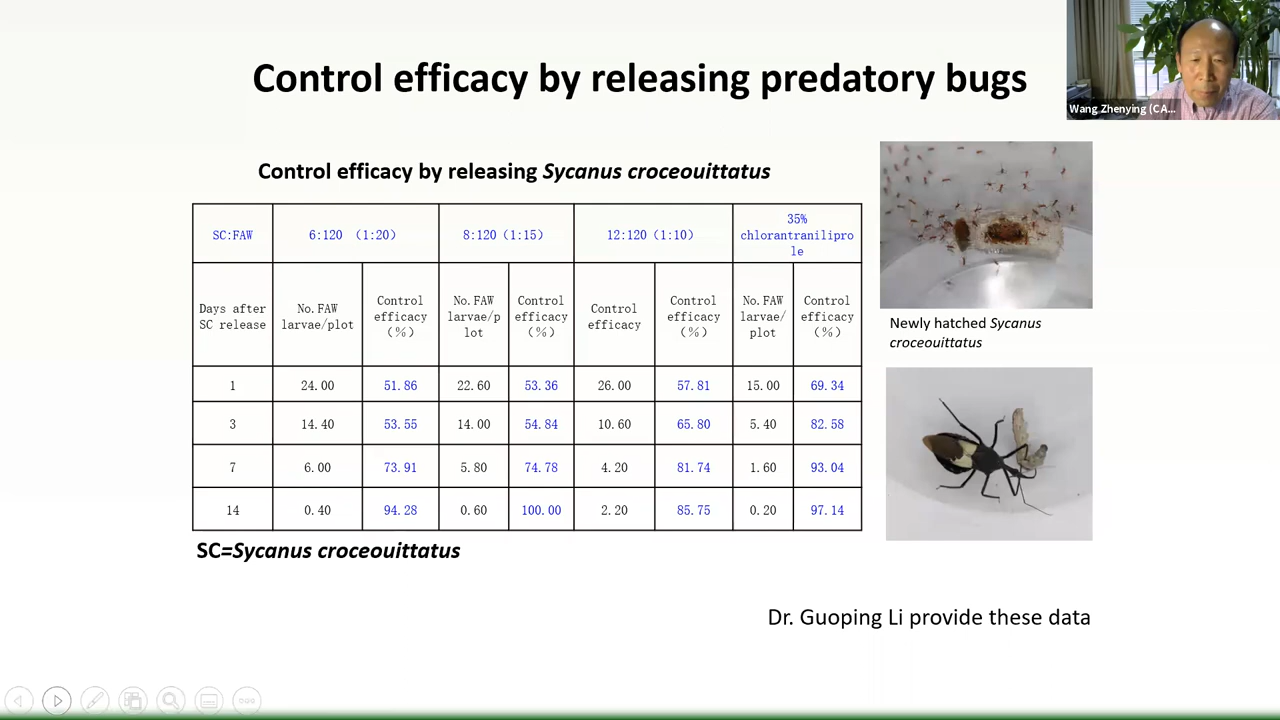 Control efficacy by releasing predatory bugs
Wang Zhenying (CA...
Control efficacy by releasing Sycanus croceouittatus
SC:FAW 6:120 （1:20） 8:120（1:15） 12:120（1:10） 35% chlorantranilipro le
Days after SC release No.FAW larvae/plot Control efficacy （%） No.FAW larvae/p lot Control efficacy （%） Control efficacy Control efficacy （%） No.FAW larvae/ plot Control efficacy （%）
1 24.00 51.86 22.60 53.36 26.00 57.81 15.00 69.34
3 14.40 53.55 14.00 54.84 10.60 65.80 5.40 82.58
7 6.00 73.91 5.80 74.78 4.20 81.74 1.60 93.04
14 0.40 94.28 0.60 100.00 2.20 85.75 0.20 97.14
Newly hatched Sycanus
croceouittatus
SC=Sycanus croceouittatus
Dr. Guoping Li provide these data